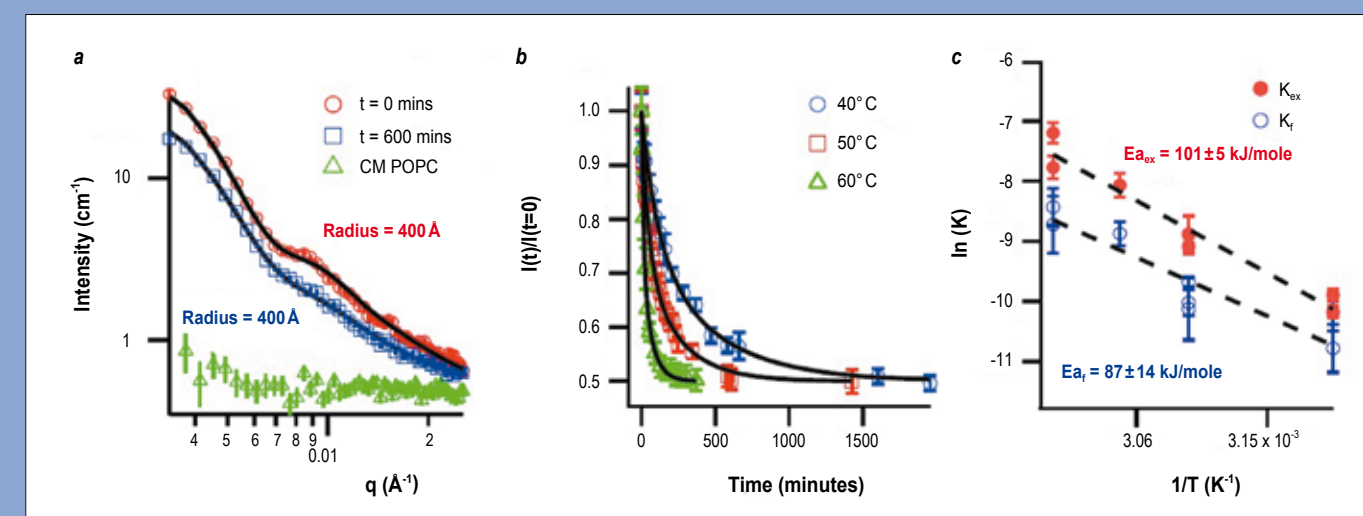 a
Intensity (cm-1)
10
1
t = 0 mins
t = 600 mins
CM POPC
Radius = 400Å
Radius = 400Å
4 5 6 7 8 9 2
0.01
q (Å-1)
b
I(t)/I(t=0)
1.0
0.9
0.8
0.7
0.6
0.5
40° C
50° C
60° C
0 500 1000 1500
Time (minutes)
c
ln (K)
-6
-7
-8
-9
-10
-11
Kex
Kf
Eaex = 101±5 kJ/mole
Eaf = 87±14 kJ/mole
3.06 3.15 x 10-3
1/T (K-1)